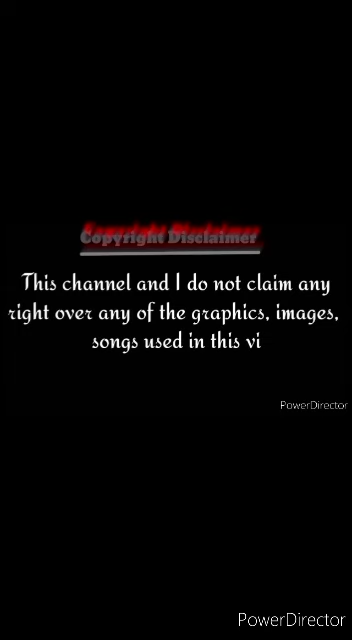 Copyright Disclaimer
This channel and I do not claim any
right over any of the graphics, images,
songs used in this vi
PowerDirector
PowerDirector